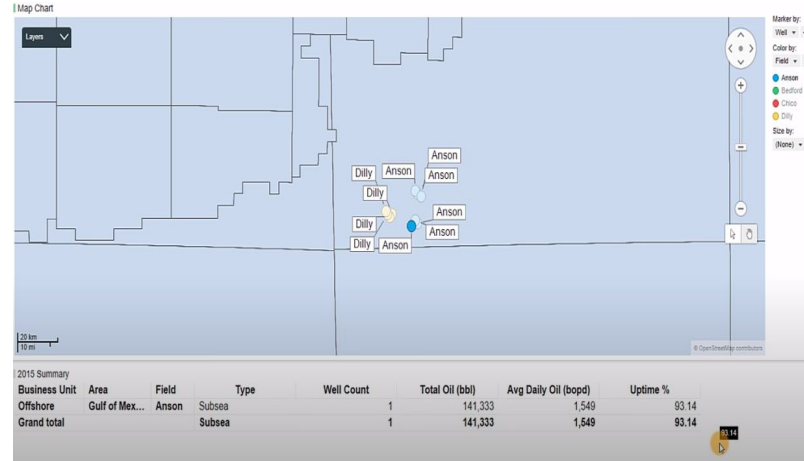 Map Chart
Layers
Marker by:
Well
Color by:
Field
Anson
Bedford
Chico
Dilly
Size by:
(None)
Anson
Dilly Anson Anson
Dilly
Anson
Dilly Anson
Dilly Anson
20 km
10 mi
© OpenStreetMap contributors
2015 Summary
Business Unit Area Field Type Well Count Total Oil (bbl) Avg Daily Oil (bopd) Uptime %
Offshore Gulf of Mex... Anson Subsea 1 141,333 1,549 93.14
Grand total Subsea 1 141,333 1,549 93.14
93.14